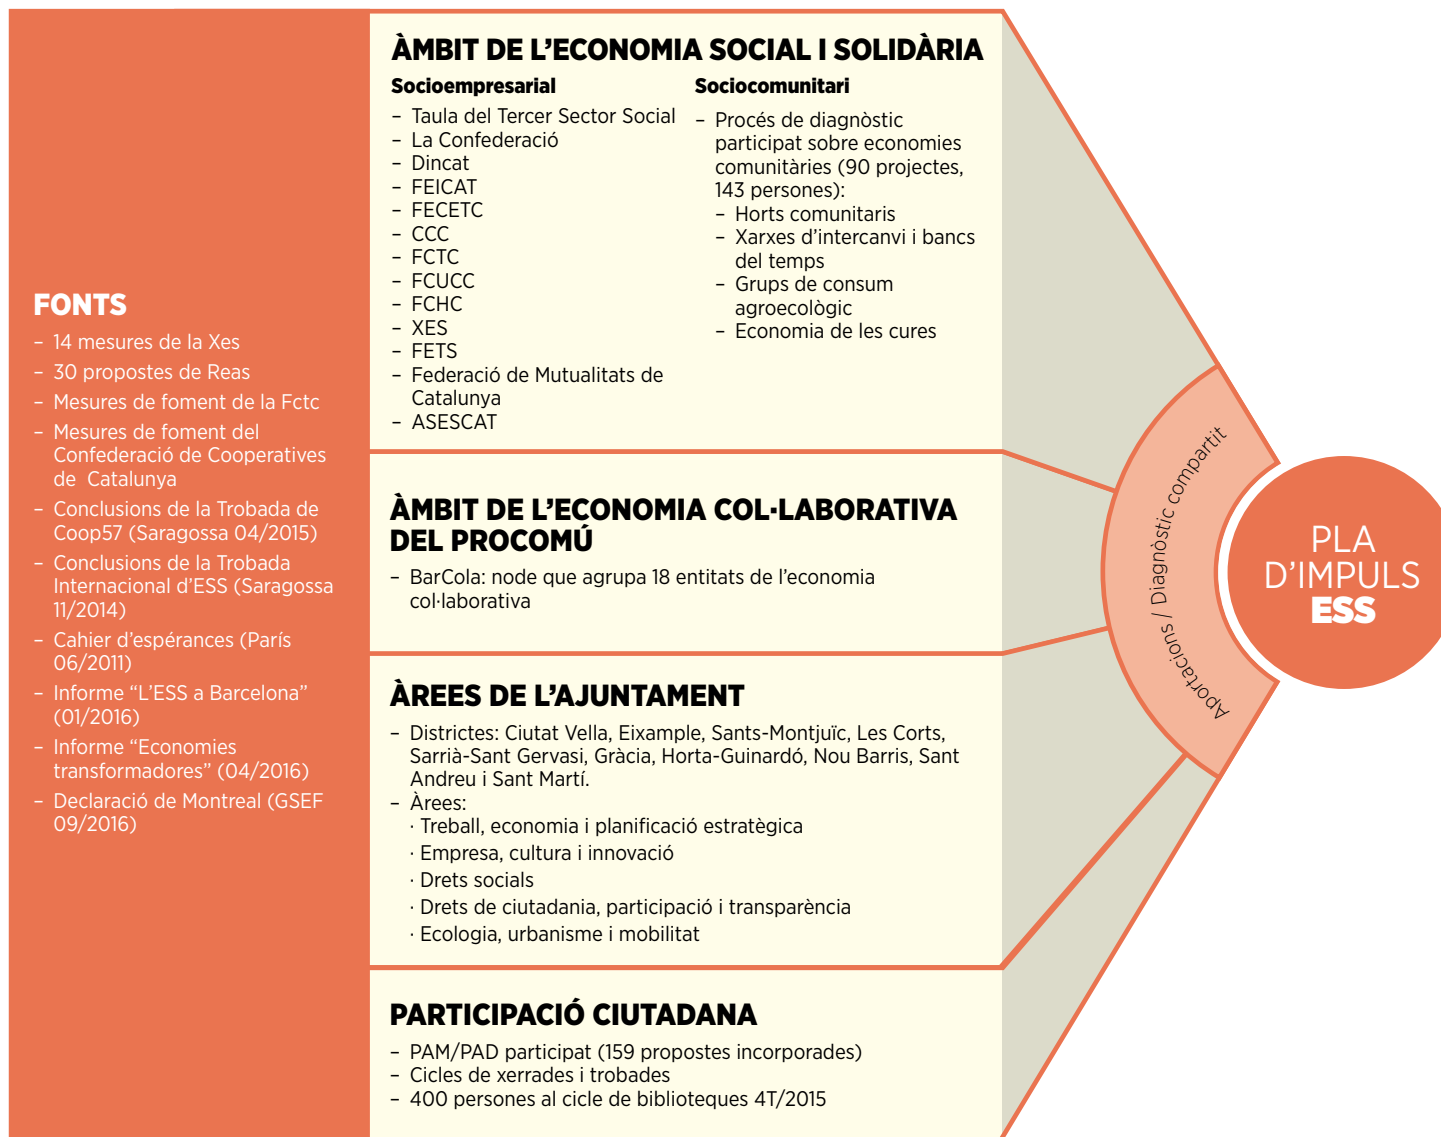 FONTS
– 14 mesures de la Xes
– 30 propostes de Reas
– Mesures de foment de la Fctc
– Mesures de foment del
Confederació de Cooperatives
de Catalunya
– Conclusions de la Trobada de
Coop57 (Saragossa 04/2015)
– Conclusions de la Trobada
Internacional d’ESS (Saragossa
11/2014)
– Cahier d’espérances (París
06/2011)
– Informe “L’ESS a Barcelona”
(01/2016)
– Informe “Economies
transformadores” (04/2016)
– Declaració de Montreal (GSEF
09/2016)
ÀMBIT DE L’ECONOMIA SOCIAL I SOLIDÀRIA
Socioempresarial
– Taula del Tercer Sector Social
– La Confederació
– Dincat
– FEICAT
– FECETC
– CCC
– FCTC
– FCUCC
– FCHC
– XES
– FETS
– Federació de Mutualitats de
Catalunya
– ASESCAT
Sociocomunitari
– Procés de diagnòstic
participat sobre economies
comunitàries (90 projectes,
143 persones):
– Horts comunitaris
– Xarxes d’intercanvi i bancs
del temps
– Grups de consum
agroecològic
– Economia de les cures
ÀMBIT DE L’ECONOMIA COL·LABORATIVA
DEL PROCOMÚ
– BarCola: node que agrupa 18 entitats de l’economia
col·laborativa
ÀREES DE L’AJUNTAMENT
– Districtes: Ciutat Vella, Eixample, Sants-Montjuïc, Les Corts,
Sarrià-Sant Gervasi, Gràcia, Horta-Guinardó, Nou Barris, Sant
Andreu i Sant Martí.
– Àrees:
· Treball, economia i planificació estratègica
· Empresa, cultura i innovació
· Drets socials
· Drets de ciutadania, participació i transparència
· Ecologia, urbanisme i mobilitat
PARTICIPACIÓ CIUTADANA
– PAM/PAD participat (159 propostes incorporades)
– Cicles de xerrades i trobades
– 400 persones al cicle de biblioteques 4T/2015
Aportacions / Diagnòstic compartit
PLA
D’IMPULS
ESS